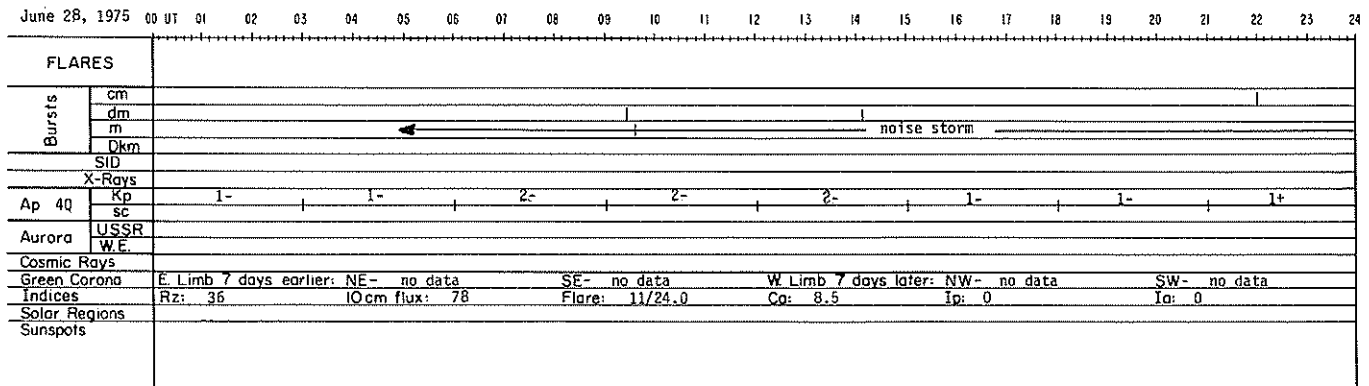 June 28, 1975 00 UT 01 02 03 04 05 06 07 08 09 10 11 12 13 14 15 16 17 18 19 20 21 22 23 24
FLARES
Bursts
cm
dm
m noise storm
Dkm
SID
X-Rays
Ap 4Q Kp 1- 1- 2- 2- 2- 1- 1- 1+
sc
Aurora USSR
W.E.
Cosmic Rays
Green Corona E. Limb 7 days earlier: NE- no data SE- no data W. Limb 7 days later: NW- no data SW- no data
Indices Rz: 36 10cm flux: 78 Flare: 11/24.0 Ca: 8.5 Ip: 0 Ia: 0
Solar Regions
Sunspots